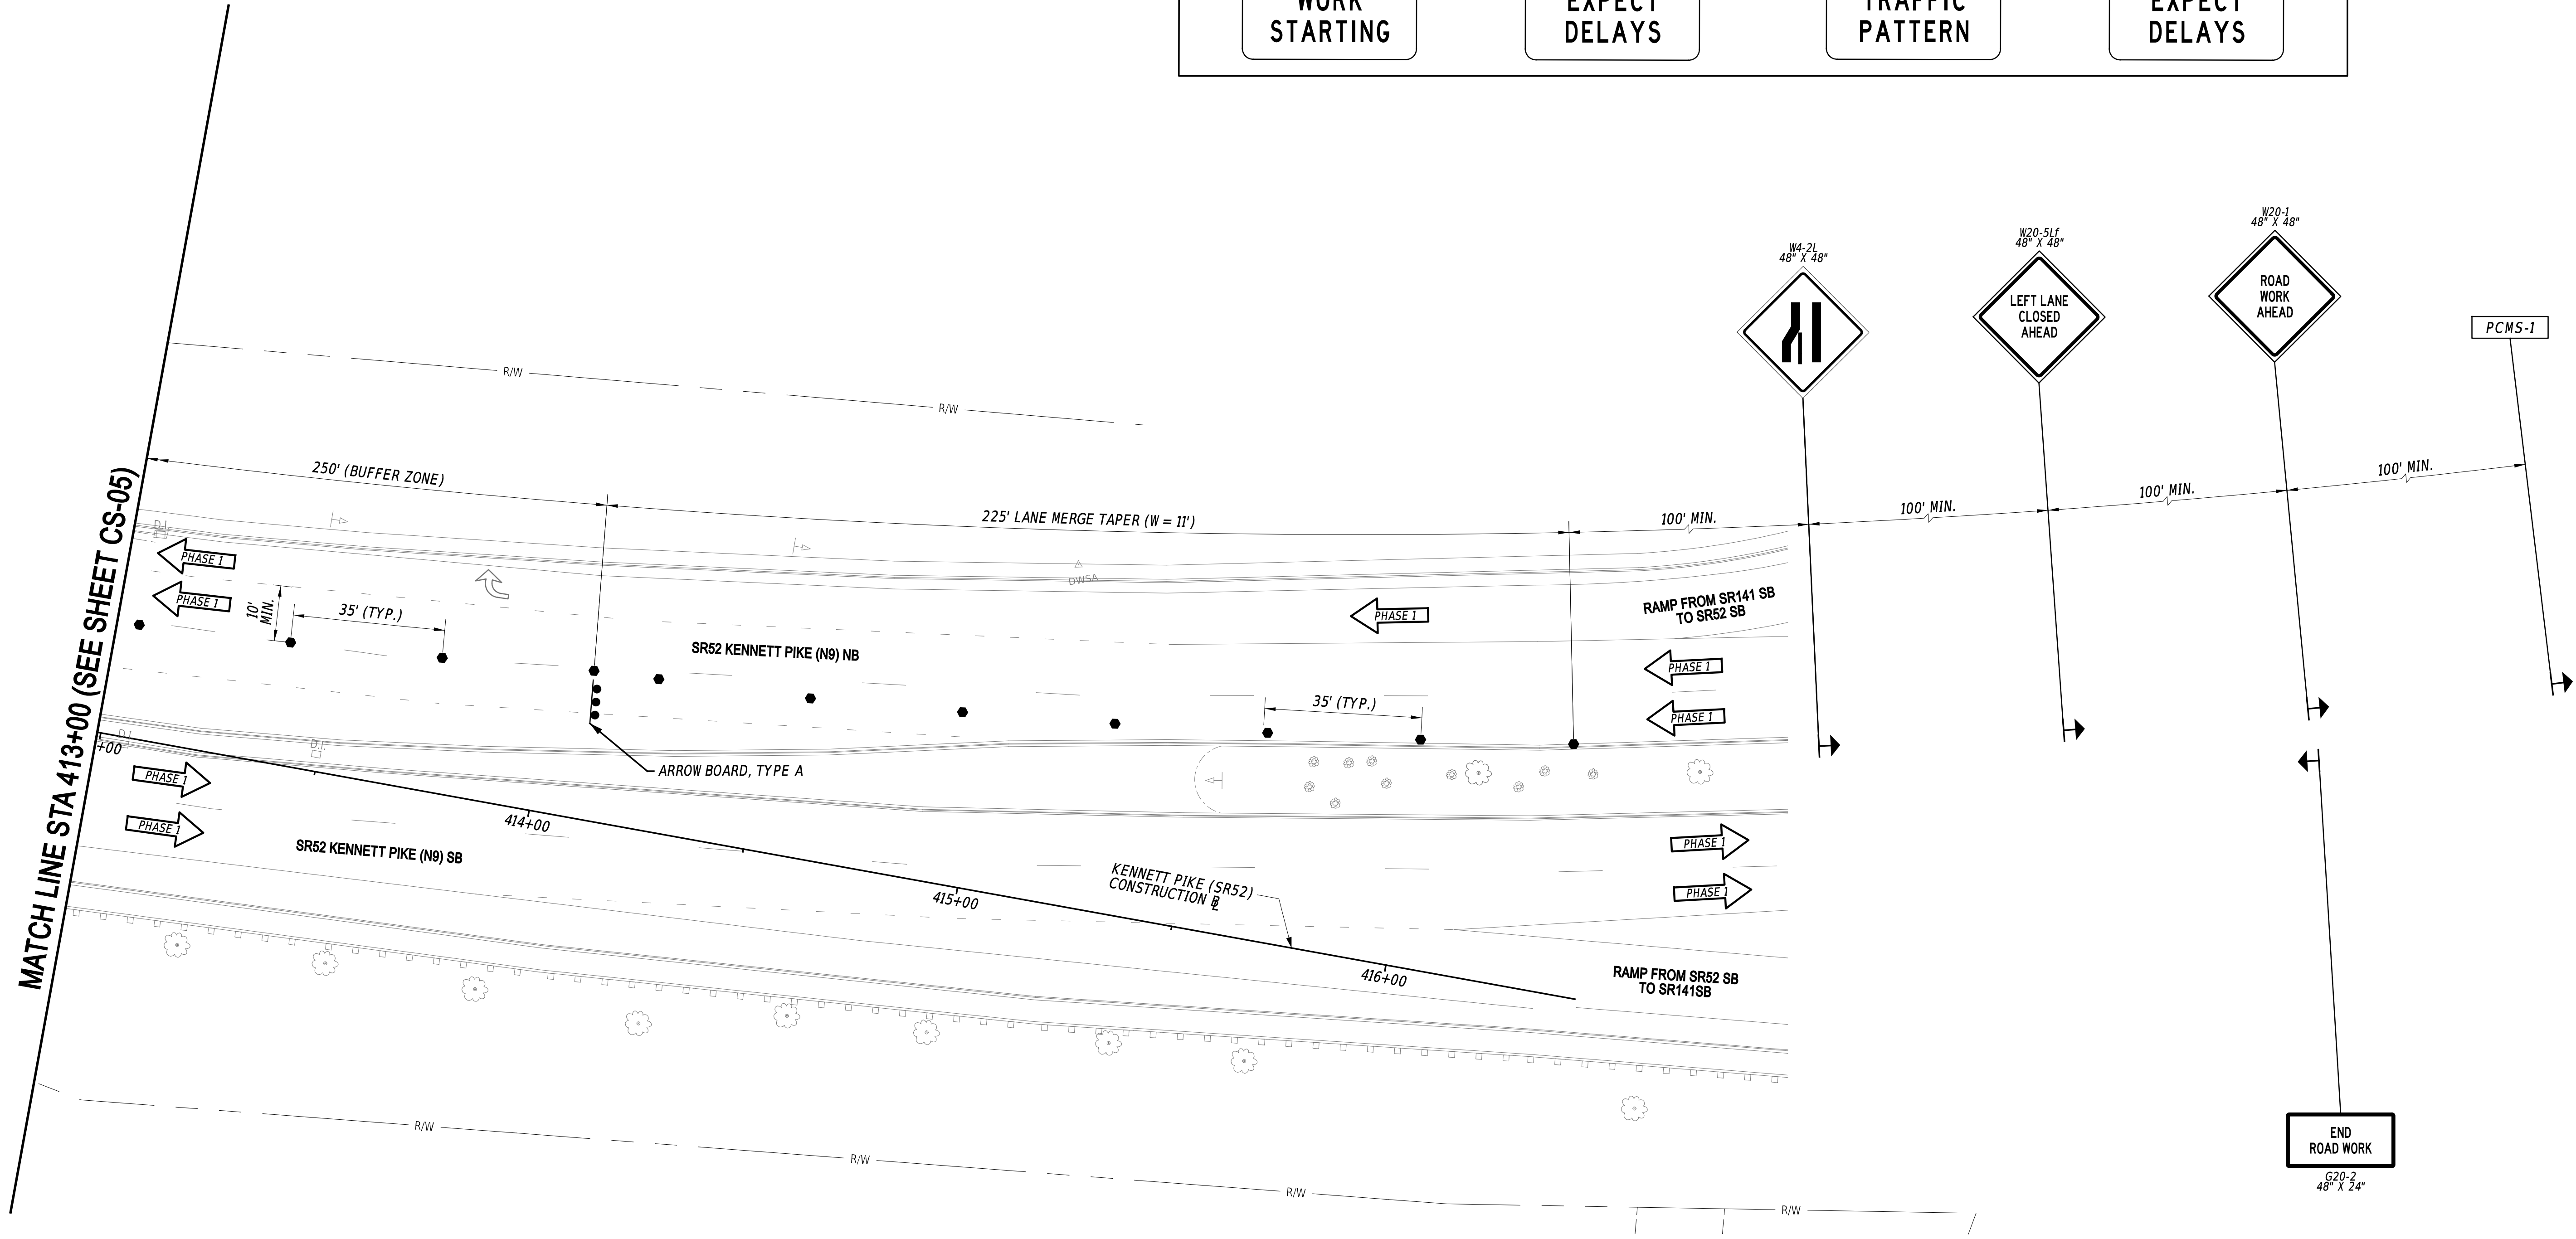 STARTING
DELAYS
PATTERN
DELAYS
W20-1
48" X 48"
W20-5Lf
48" X 48"
W4-2L
48" X 48"
ROAD
WORK
AHEAD
LEFT LANE
CLOSED
AHEAD
PCMS-1
R/W
R/W
250' (BUFFER ZONE)
225' LANE MERGE TAPER (W = 11')
100' MIN.
100' MIN.
100' MIN.
100' MIN.
MATCH LINE STA 413+00 (SEE SHEET CS-05)
D.I.
PHASE 1
PHASE 1
10'
MIN.
35' (TYP.)
DWSA
SR52 KENNETT PIKE (N9) NB
PHASE 1
RAMP FROM SR141 SB
TO SR52 SB
PHASE 1
PHASE 1
35' (TYP.)
D.I.
D.I.
+00
ARROW BOARD, TYPE A
PHASE 1
PHASE 1
414+00
SR52 KENNETT PIKE (N9) SB
415+00
KENNETT PIKE (SR52)
CONSTRUCTION
416+00
PHASE 1
PHASE 1
RAMP FROM SR52 SB
TO SR141SB
R/W
R/W
R/W
R/W
END
ROAD WORK
G20-2
48" X 24"